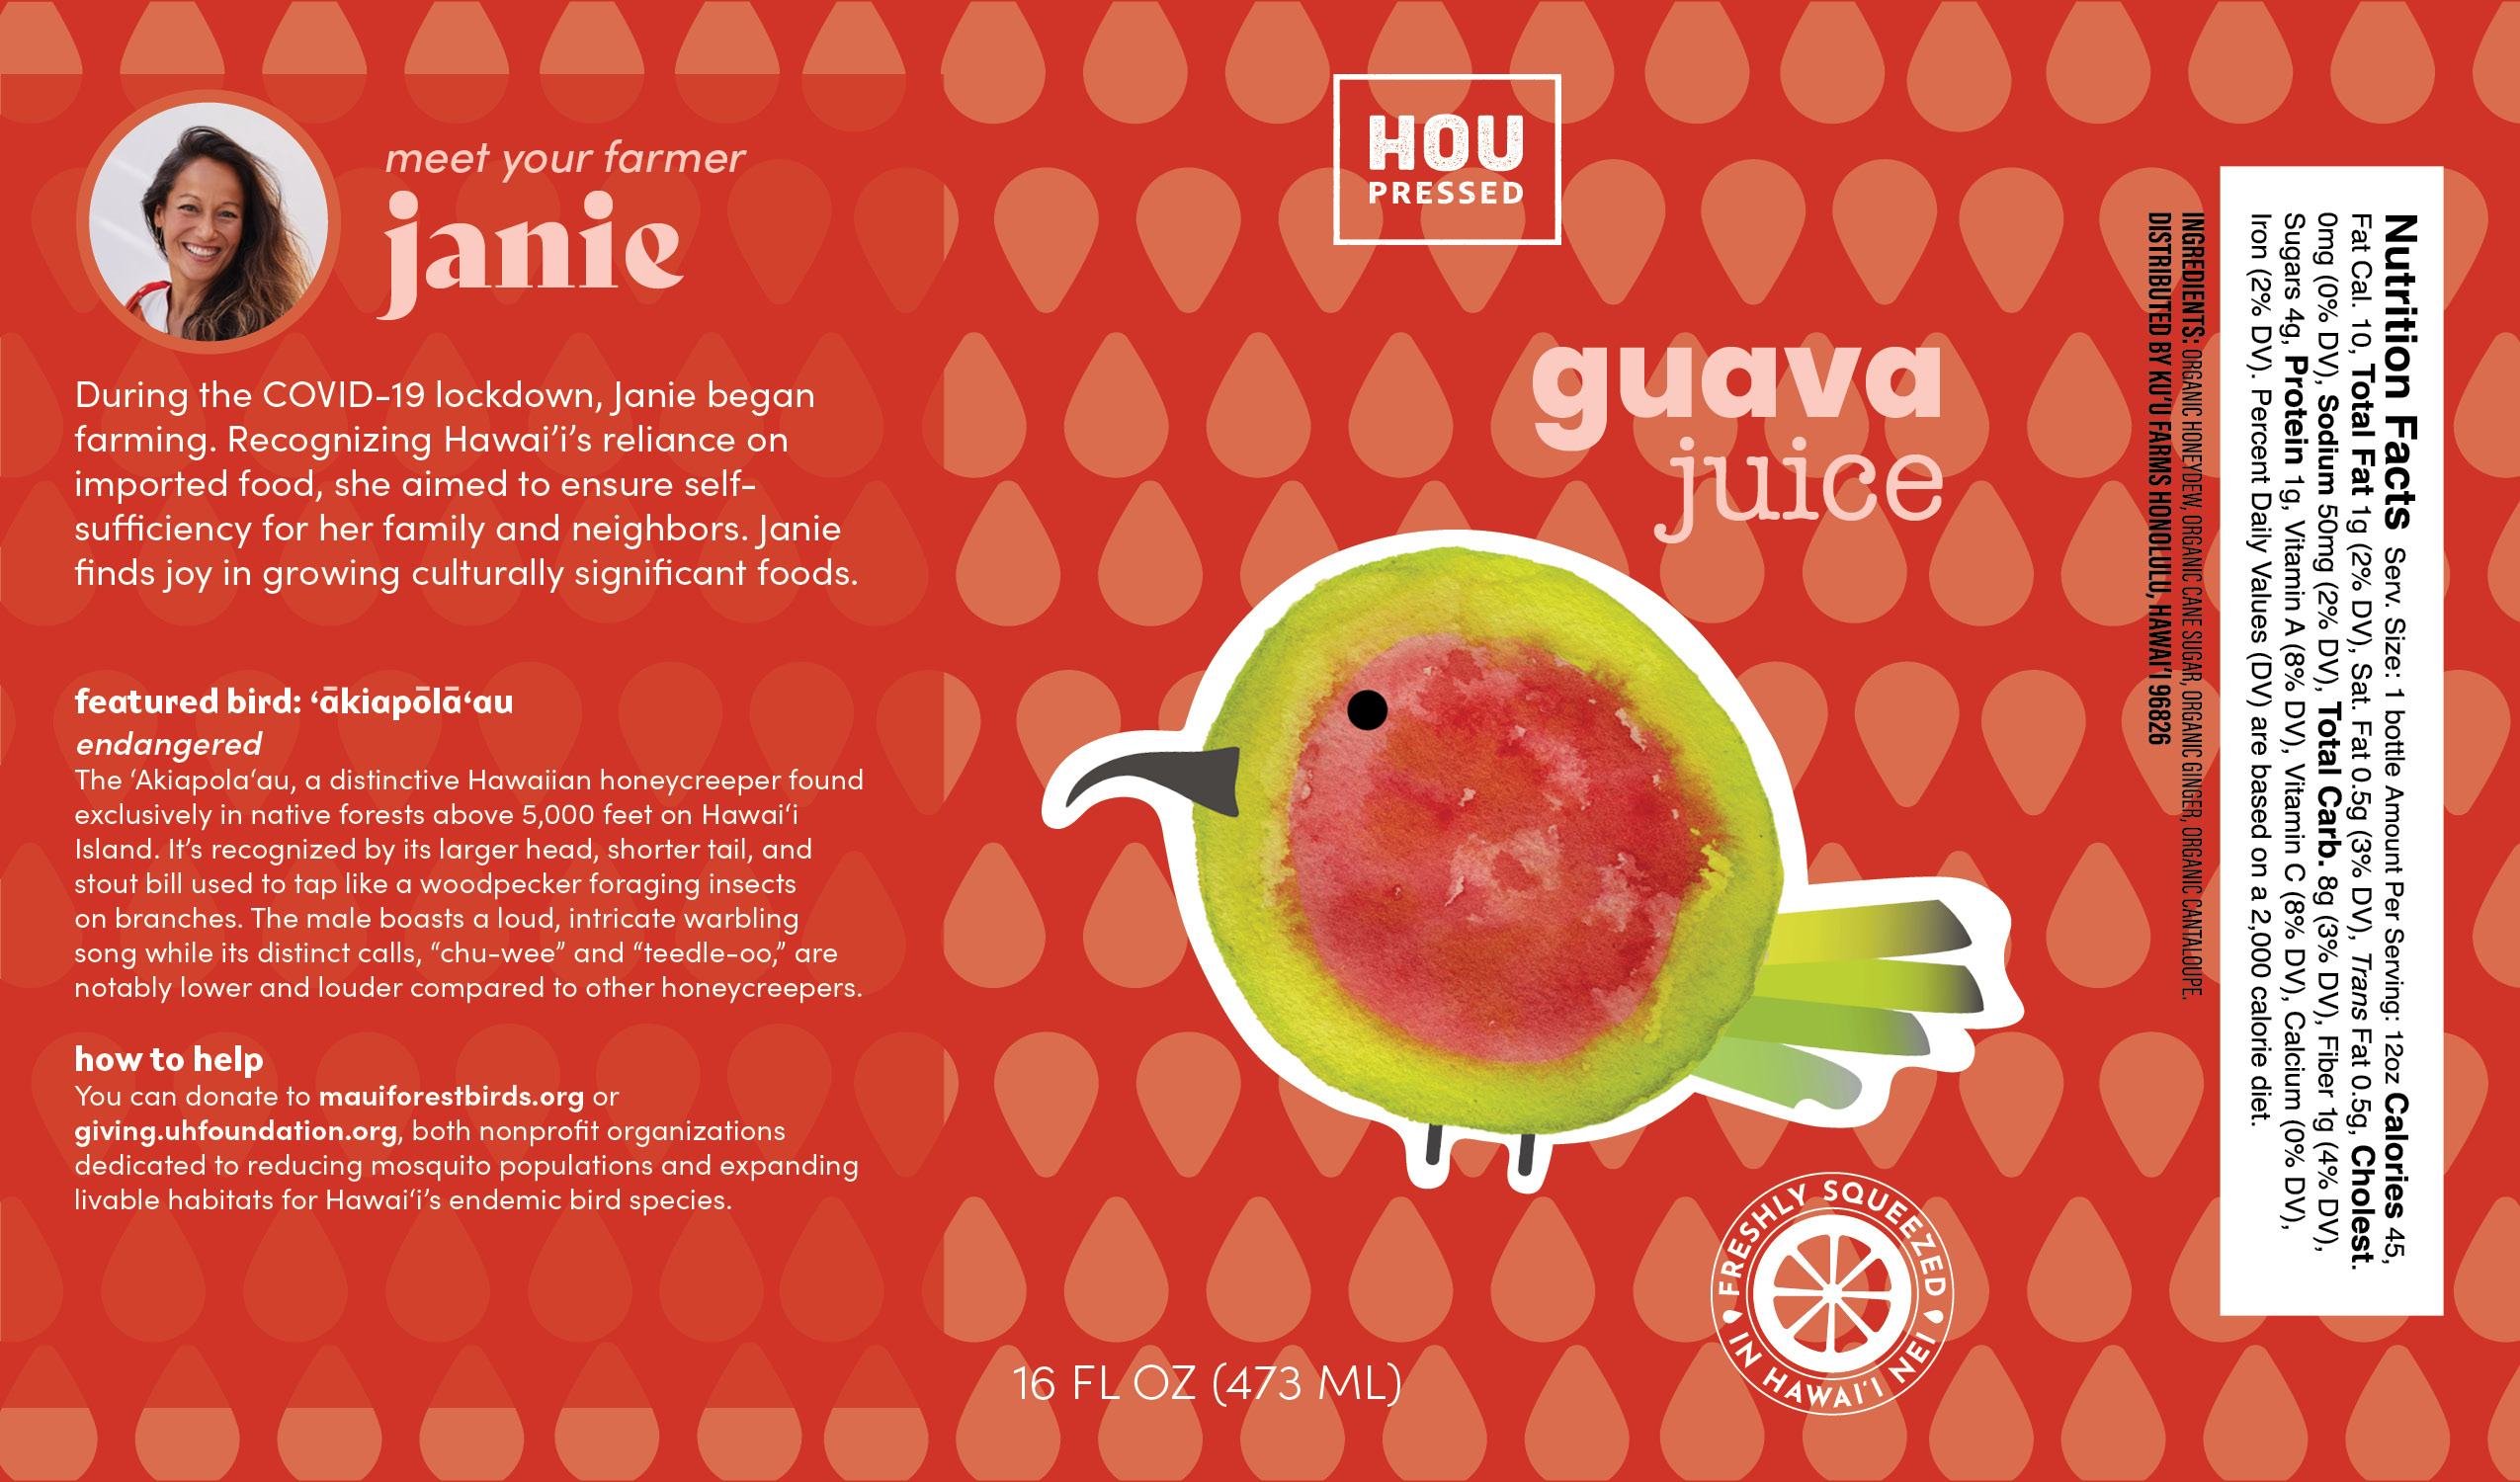 meet your farmer
janie
During the COVID-19 lockdown, Janie began
farming. Recognizing Hawai’i’s reliance on
imported food, she aimed to ensure self-
sufficiency for her family and neighbors. Janie
finds joy in growing culturally significant foods.
featured bird: ‘ākiapōlā‘au
endangered
The ‘Akiapola‘au, a distinctive Hawaiian honeycreeper found
exclusively in native forests above 5,000 feet on Hawai‘i
Island. It’s recognized by its larger head, shorter tail, and
stout bill used to tap like a woodpecker foraging insects
on branches. The male boasts a loud, intricate warbling
song while its distinct calls, “chu-wee” and “teedle-oo,” are
notably lower and louder compared to other honeycreepers.
how to help
You can donate to mauiforestbirds.org or
giving.uhfoundation.org, both nonprofit organizations
dedicated to reducing mosquito populations and expanding
livable habitats for Hawai‘i’s endemic bird species.
HOU
PRESSED
guava
juice
FRESHLY SQUEEZED
IN HAWAI‘I NEI
16 FL OZ (473 ML)
Nutrition Facts Serv. Size: 1 bottle Amount Per Serving: 12oz Calories 45,
Fat Cal. 10, Total Fat 1g (2% DV), Sat. Fat 0.5g (3% DV), Trans Fat 0.5g, Cholest.
0mg (0% DV), Sodium 50mg (2% DV), Total Carb. 8g (3% DV), Fiber 1g (4% DV),
Sugars 4g, Protein 1g, Vitamin A (8% DV), Vitamin C (8% DV), Calcium (0% DV),
Iron (2% DV). Percent Daily Values (DV) are based on a 2,000 calorie diet.
INGREDIENTS: ORGANIC HONEYDEW, ORGANIC CANE SUGAR, ORGANIC GINGER, ORGANIC CANTALOUPE.
DISTRIBUTED BY KU‘U FARMS HONOLULU, HAWAI‘I 96826